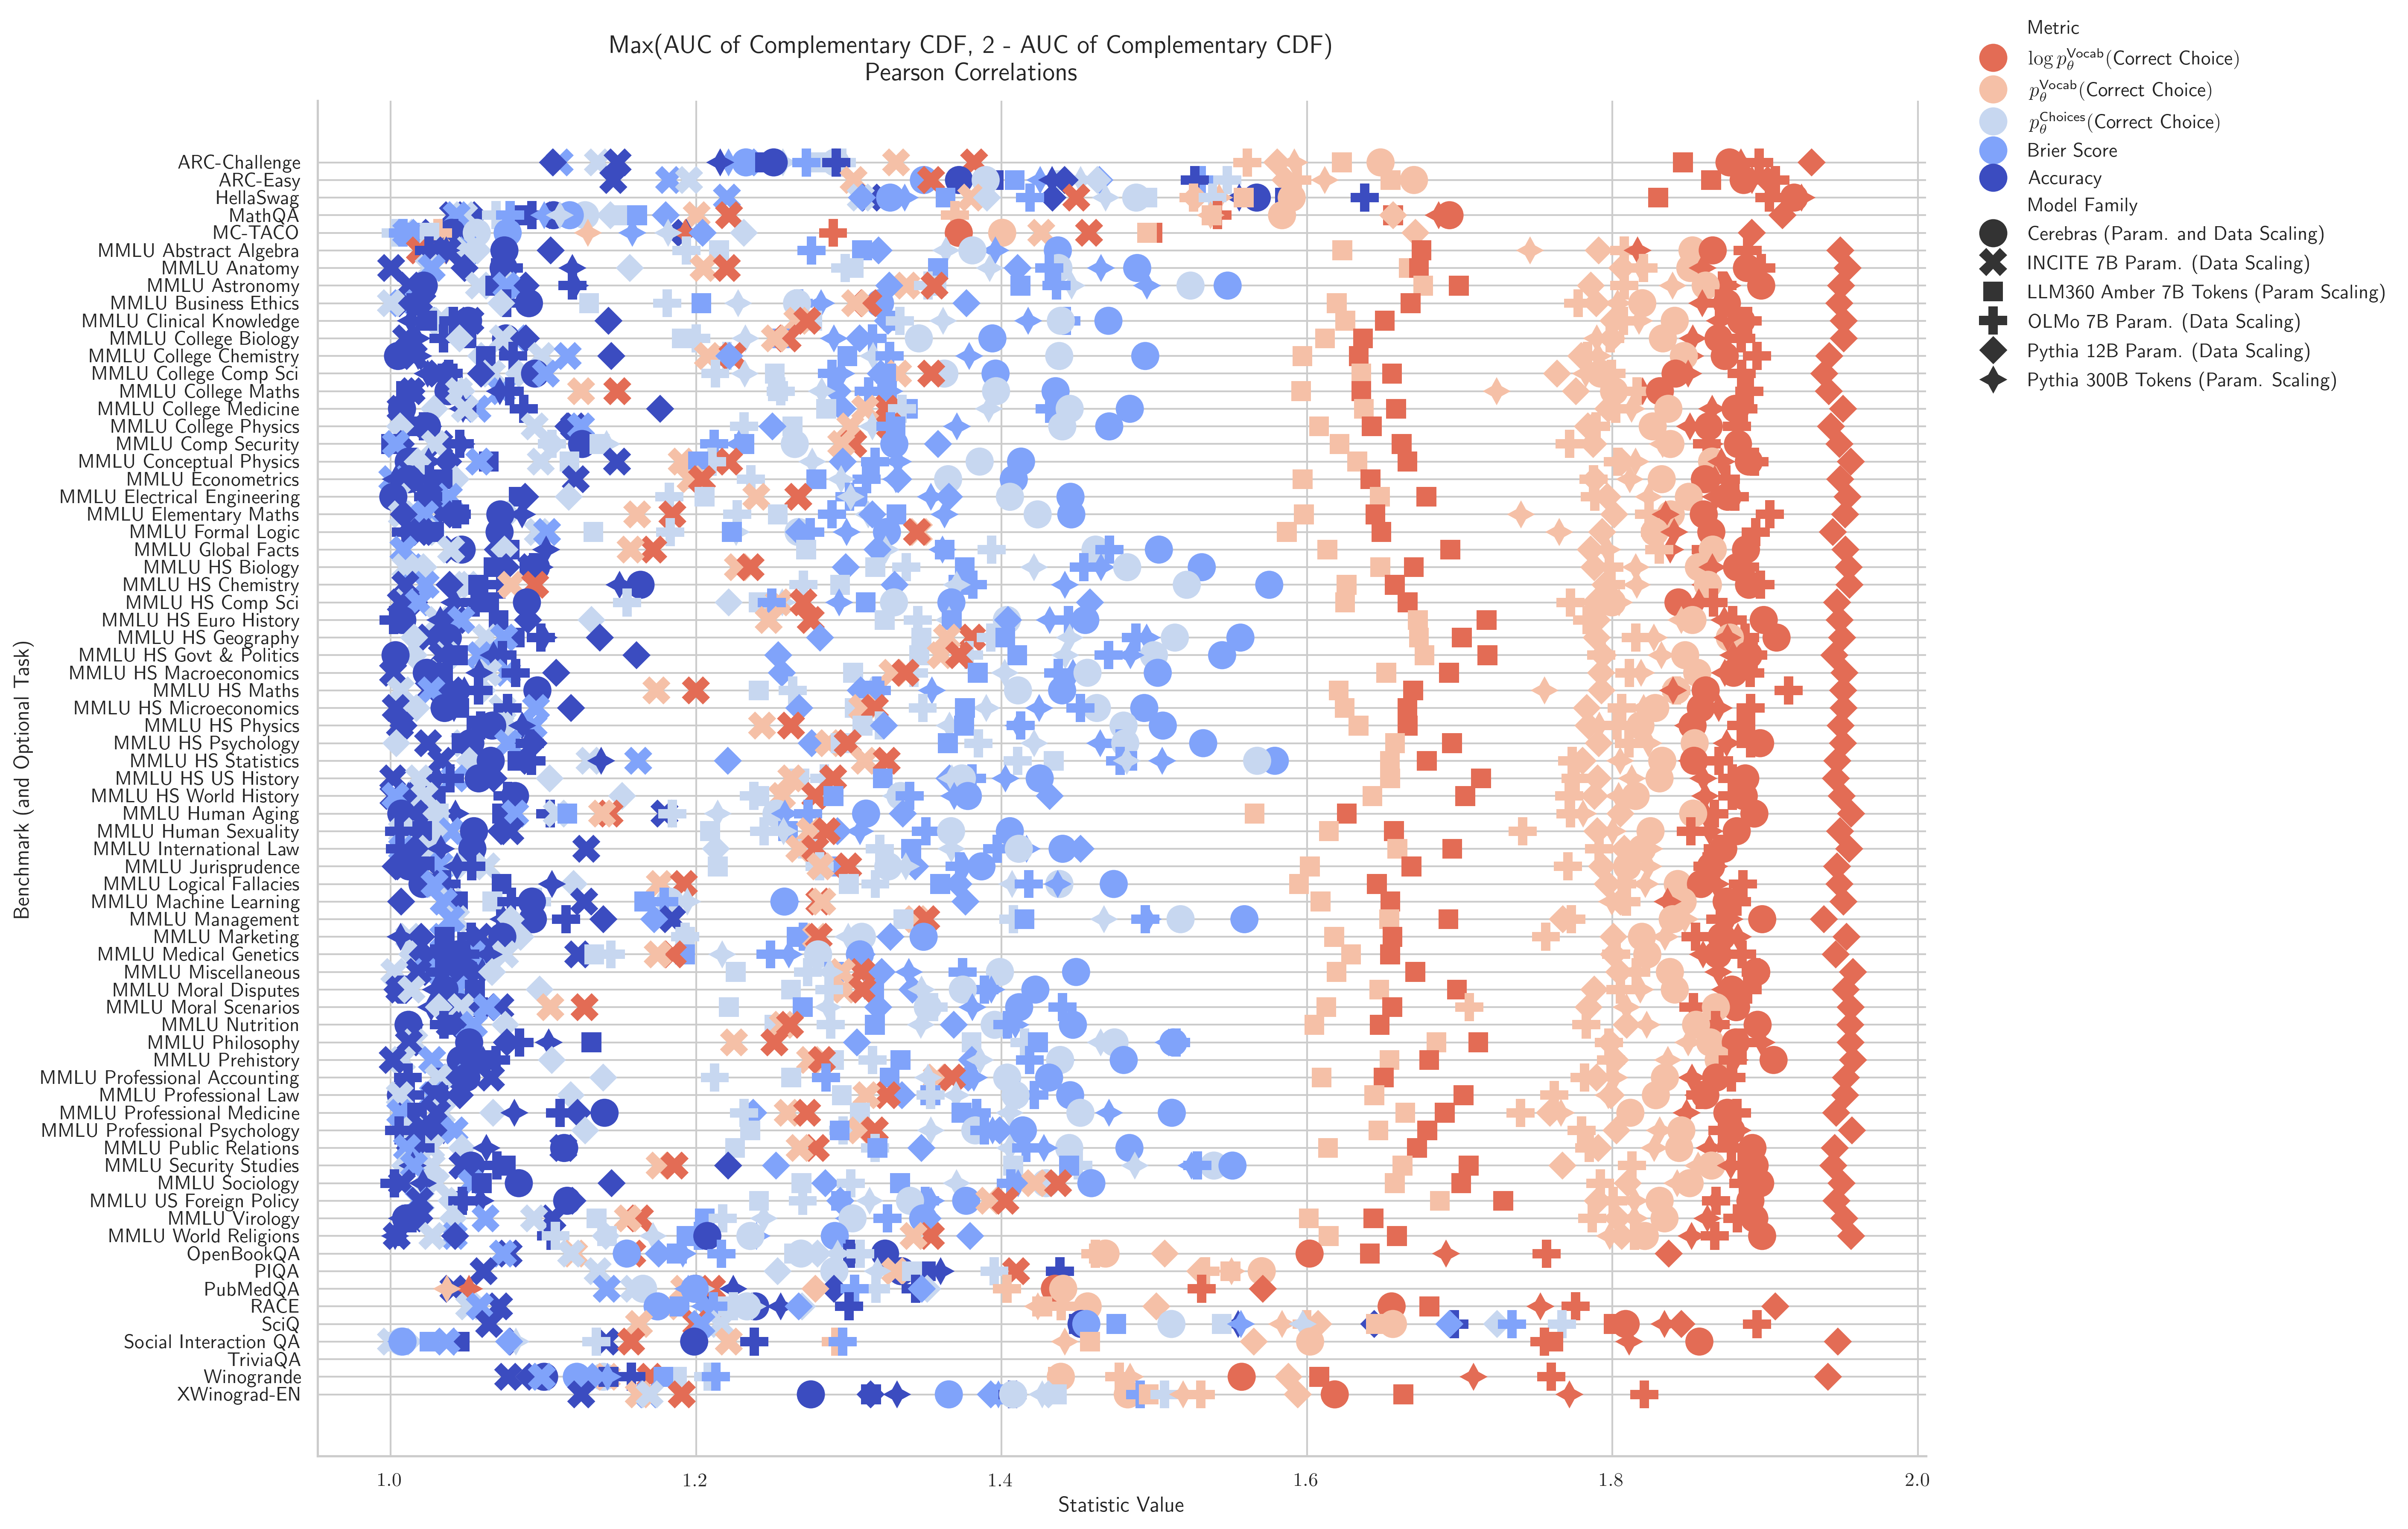 Max(AUC of Complementary CDF, 2 - AUC of Complementary CDF)
Pearson Correlations
Metric
log p_θ^Vocab(Correct Choice)
p_θ^Vocab(Correct Choice)
p_θ^Choices(Correct Choice)
Brier Score
Accuracy
Model Family
Cerebras (Param. and Data Scaling)
INCITE 7B Param. (Data Scaling)
LLM360 Amber 7B Tokens (Param Scaling)
OLMo 7B Param. (Data Scaling)
Pythia 12B Param. (Data Scaling)
Pythia 300B Tokens (Param. Scaling)
Benchmark (and Optional Task)
ARC-Challenge
ARC-Easy
HellaSwag
MathQA
MC-TACO
MMLU Abstract Algebra
MMLU Anatomy
MMLU Astronomy
MMLU Business Ethics
MMLU Clinical Knowledge
MMLU College Biology
MMLU College Chemistry
MMLU College Comp Sci
MMLU College Maths
MMLU College Medicine
MMLU College Physics
MMLU Comp Security
MMLU Conceptual Physics
MMLU Econometrics
MMLU Electrical Engineering
MMLU Elementary Maths
MMLU Formal Logic
MMLU Global Facts
MMLU HS Biology
MMLU HS Chemistry
MMLU HS Comp Sci
MMLU HS Euro History
MMLU HS Geography
MMLU HS Govt & Politics
MMLU HS Macroeconomics
MMLU HS Maths
MMLU HS Microeconomics
MMLU HS Physics
MMLU HS Psychology
MMLU HS Statistics
MMLU HS US History
MMLU HS World History
MMLU Human Aging
MMLU Human Sexuality
MMLU International Law
MMLU Jurisprudence
MMLU Logical Fallacies
MMLU Machine Learning
MMLU Management
MMLU Marketing
MMLU Medical Genetics
MMLU Miscellaneous
MMLU Moral Disputes
MMLU Moral Scenarios
MMLU Nutrition
MMLU Philosophy
MMLU Prehistory
MMLU Professional Accounting
MMLU Professional Law
MMLU Professional Medicine
MMLU Professional Psychology
MMLU Public Relations
MMLU Security Studies
MMLU Sociology
MMLU US Foreign Policy
MMLU Virology
MMLU World Religions
OpenBookQA
PIQA
PubMedQA
RACE
SciQ
Social Interaction QA
TriviaQA
Winogrande
XWinograd-EN
1.0 1.2 1.4 1.6 1.8 2.0
Statistic Value